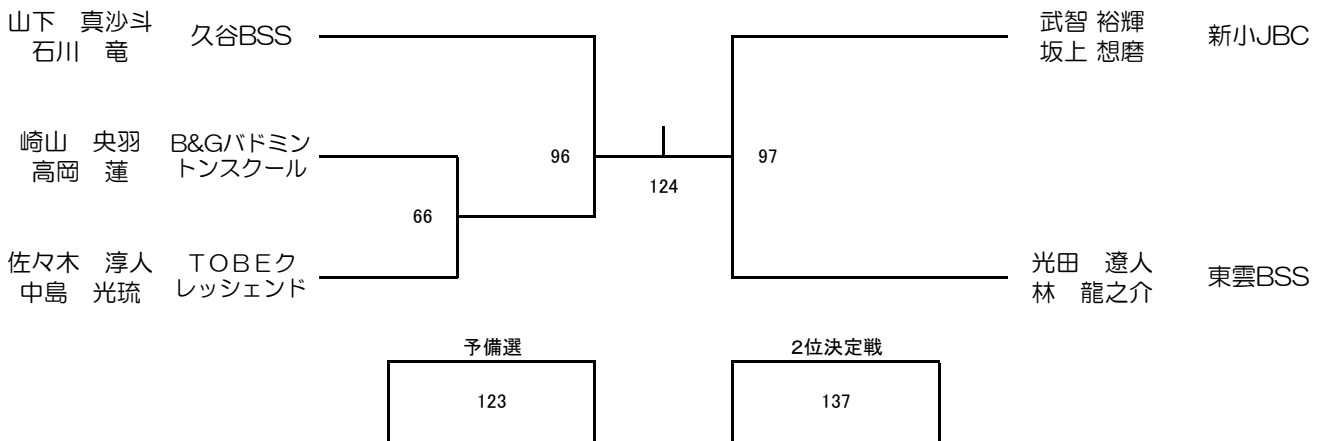 山下　真沙斗
石川　竜
久谷BSS
崎山　央羽
高岡　蓮
B&Gバドミン
トンスクール
佐々木　淳人
中島　光琉
ＴＯＢＥク
レッシェンド
66
96
124
97
武智 裕輝
坂上 想磨
新小JBC
光田　遼人
林　龍之介
東雲BSS
予備選
123
2位決定戦
137